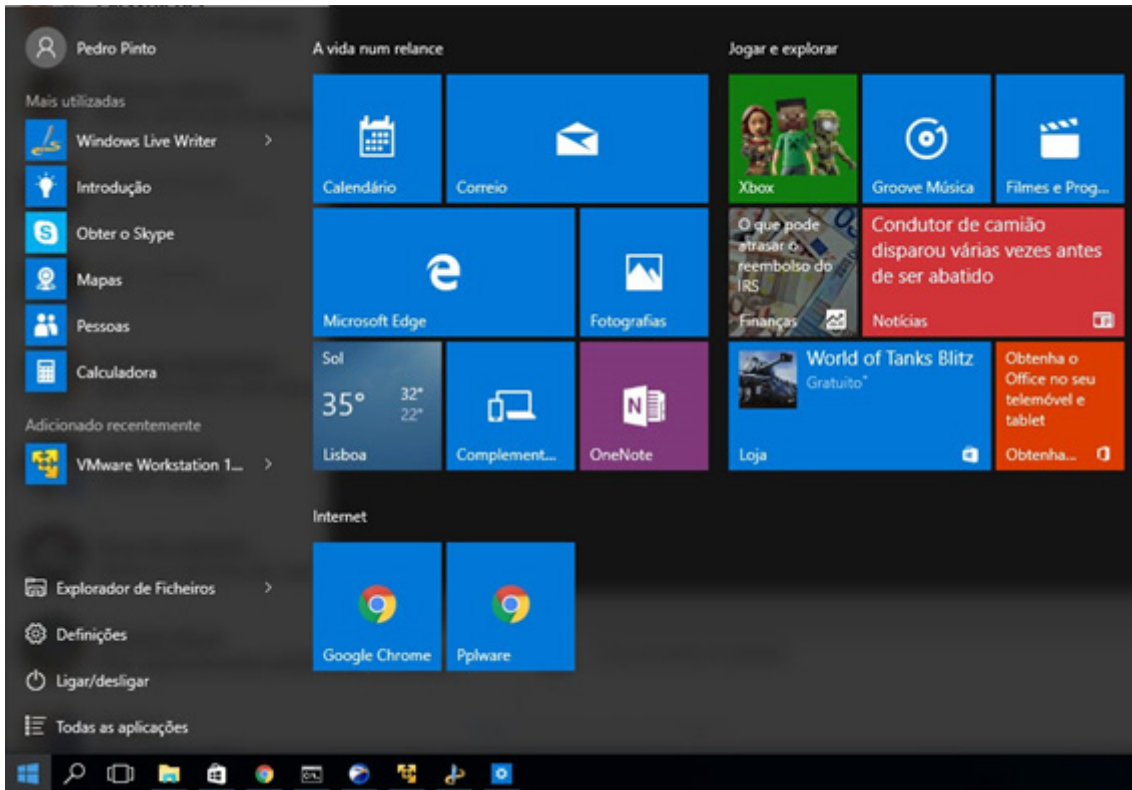 Pedro Pinto
Mais utilizadas
Windows Live Writer
Introdução
Obter o Skype
Mapas
Pessoas
Calculadora
Adicionado recentemente
VMware Workstation 1...
Explorador de Ficheiros
Definições
Ligar/desligar
Todas as aplicações
A vida num relance
Calendário
Correio
Microsoft Edge
Fotografias
Sol
35°
32°
22°
Lisboa
Complement...
OneNote
Internet
Google Chrome
Pplware
Jogar e explorar
Xbox
Groove Música
Filmes e Prog...
O que pode
atrasar o
reembolso do
IRS
Finanças
Condutor de camião
disparou várias vezes antes
de ser abatido
Notícias
World of Tanks Blitz
Gratuito*
Loja
Obtenha o
Office no seu
telemóvel e
tablet
Obtenha...